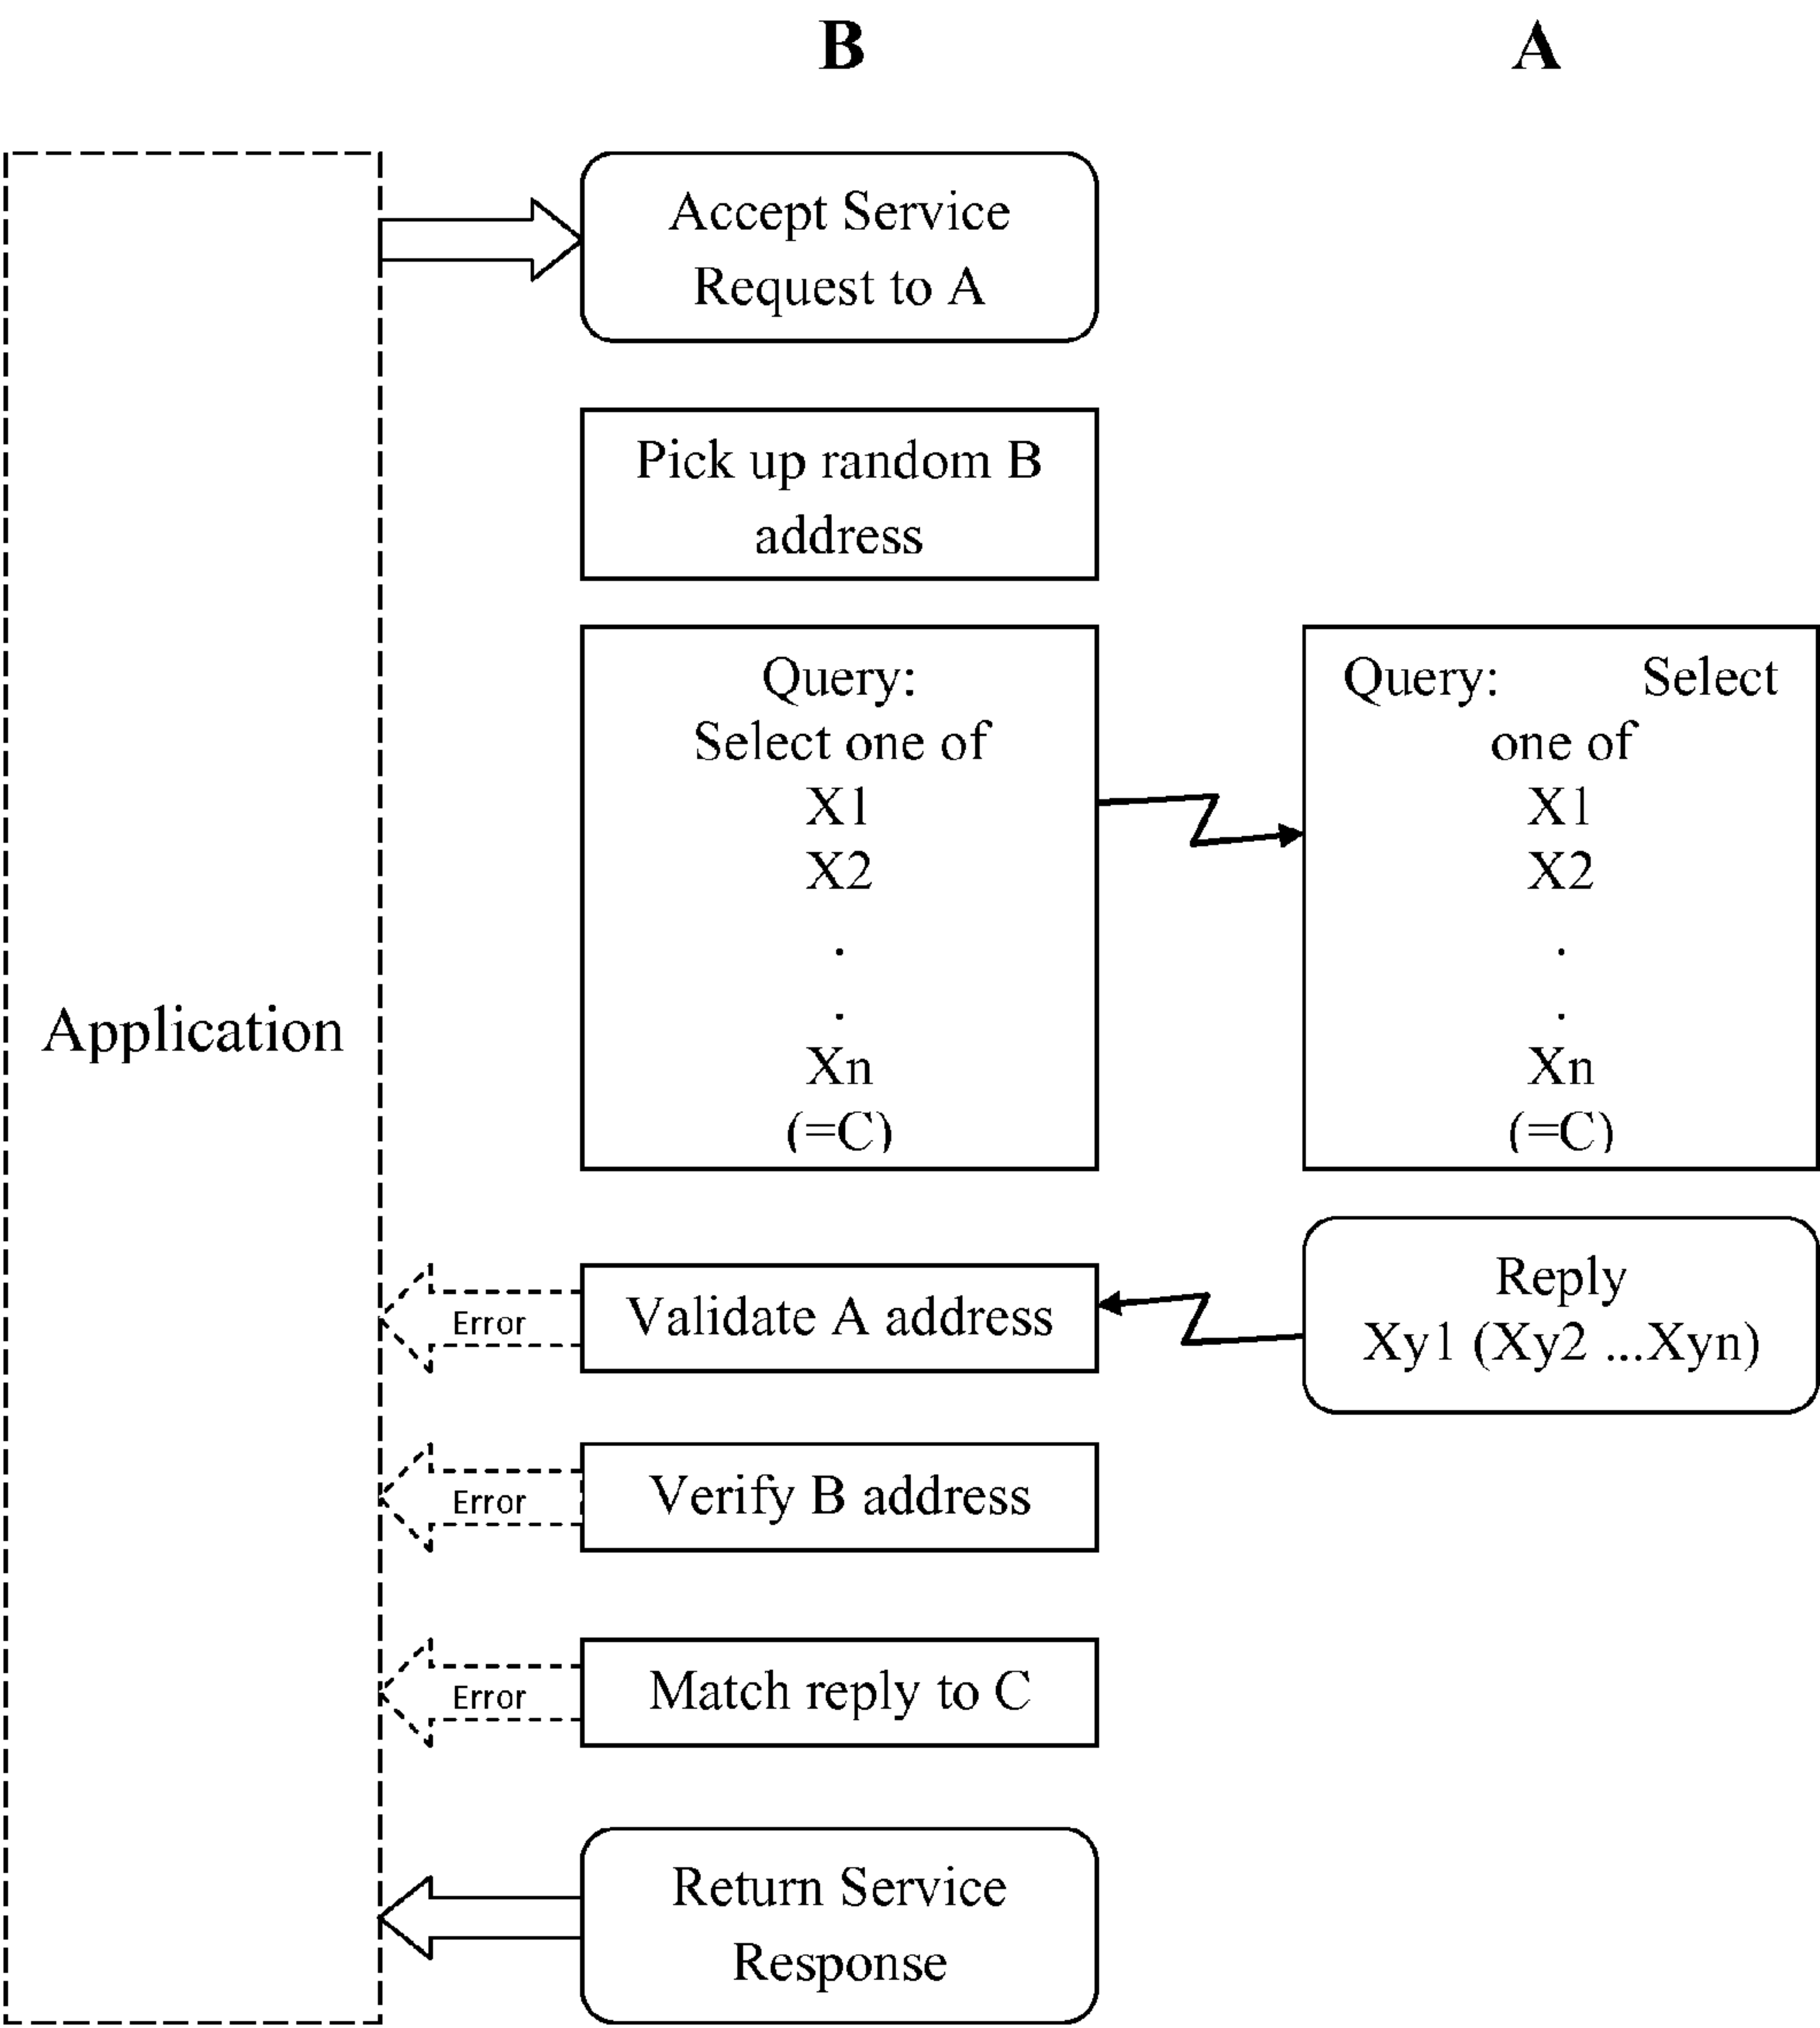 B
A
Accept Service
Request to A
Pick up random B
address
Query:
Select one of
X1
X2
.
.
Xn
(=C)
Query: Select
one of
X1
X2
.
.
Xn
(=C)
Application
Error
Validate A address
Reply
Xy1 (Xy2 ...Xyn)
Error
Verify B address
Error
Match reply to C
Return Service
Response